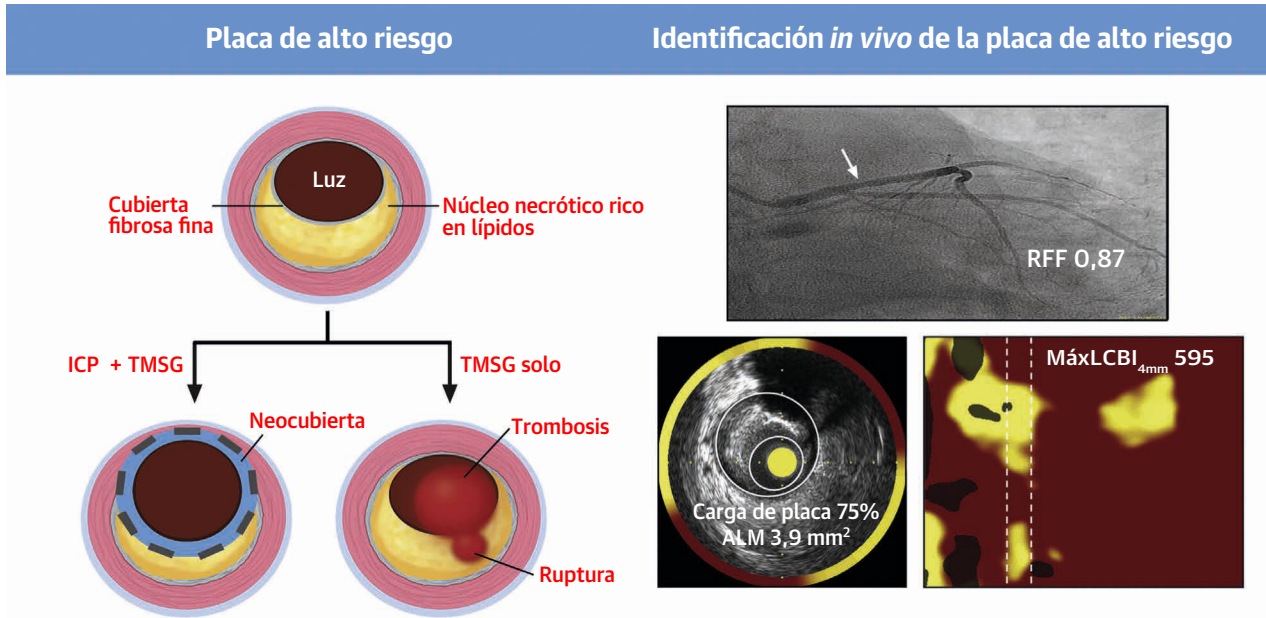 Placa de alto riesgo
Identificación in vivo de la placa de alto riesgo
Luz
Cubierta
fibrosa fina
Núcleo necrótico rico
en lípidos
ICP + TMSG
TMSG solo
Neocubierta
Trombosis
Ruptura
RFF 0,87
Carga de placa 75%
ALM 3,9 mm²
MáxLCBI₄mm 595